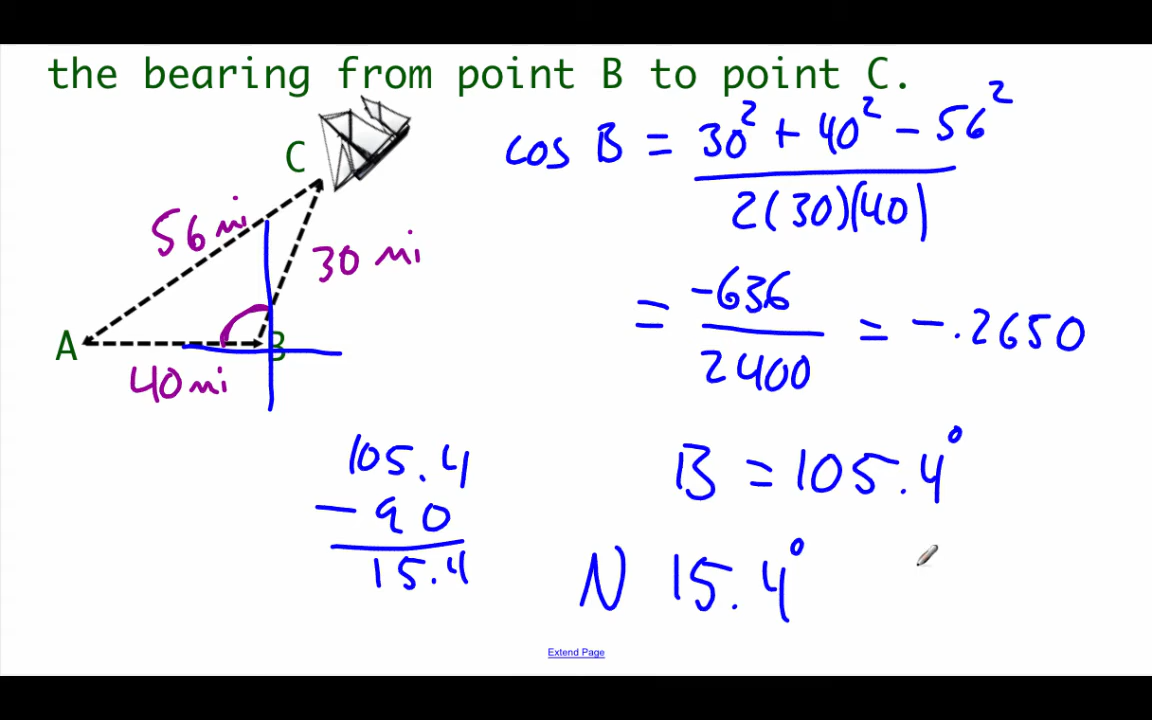 the bearing from point B to point C.
cos B = 30² + 40² - 56²
2(30)(40)
C
56 mi
30 mi
= -636 = -.2650
2400
A
B
40 mi
105.4
B = 105.4°
- 90
15.4
N 15.4°
Extend Page